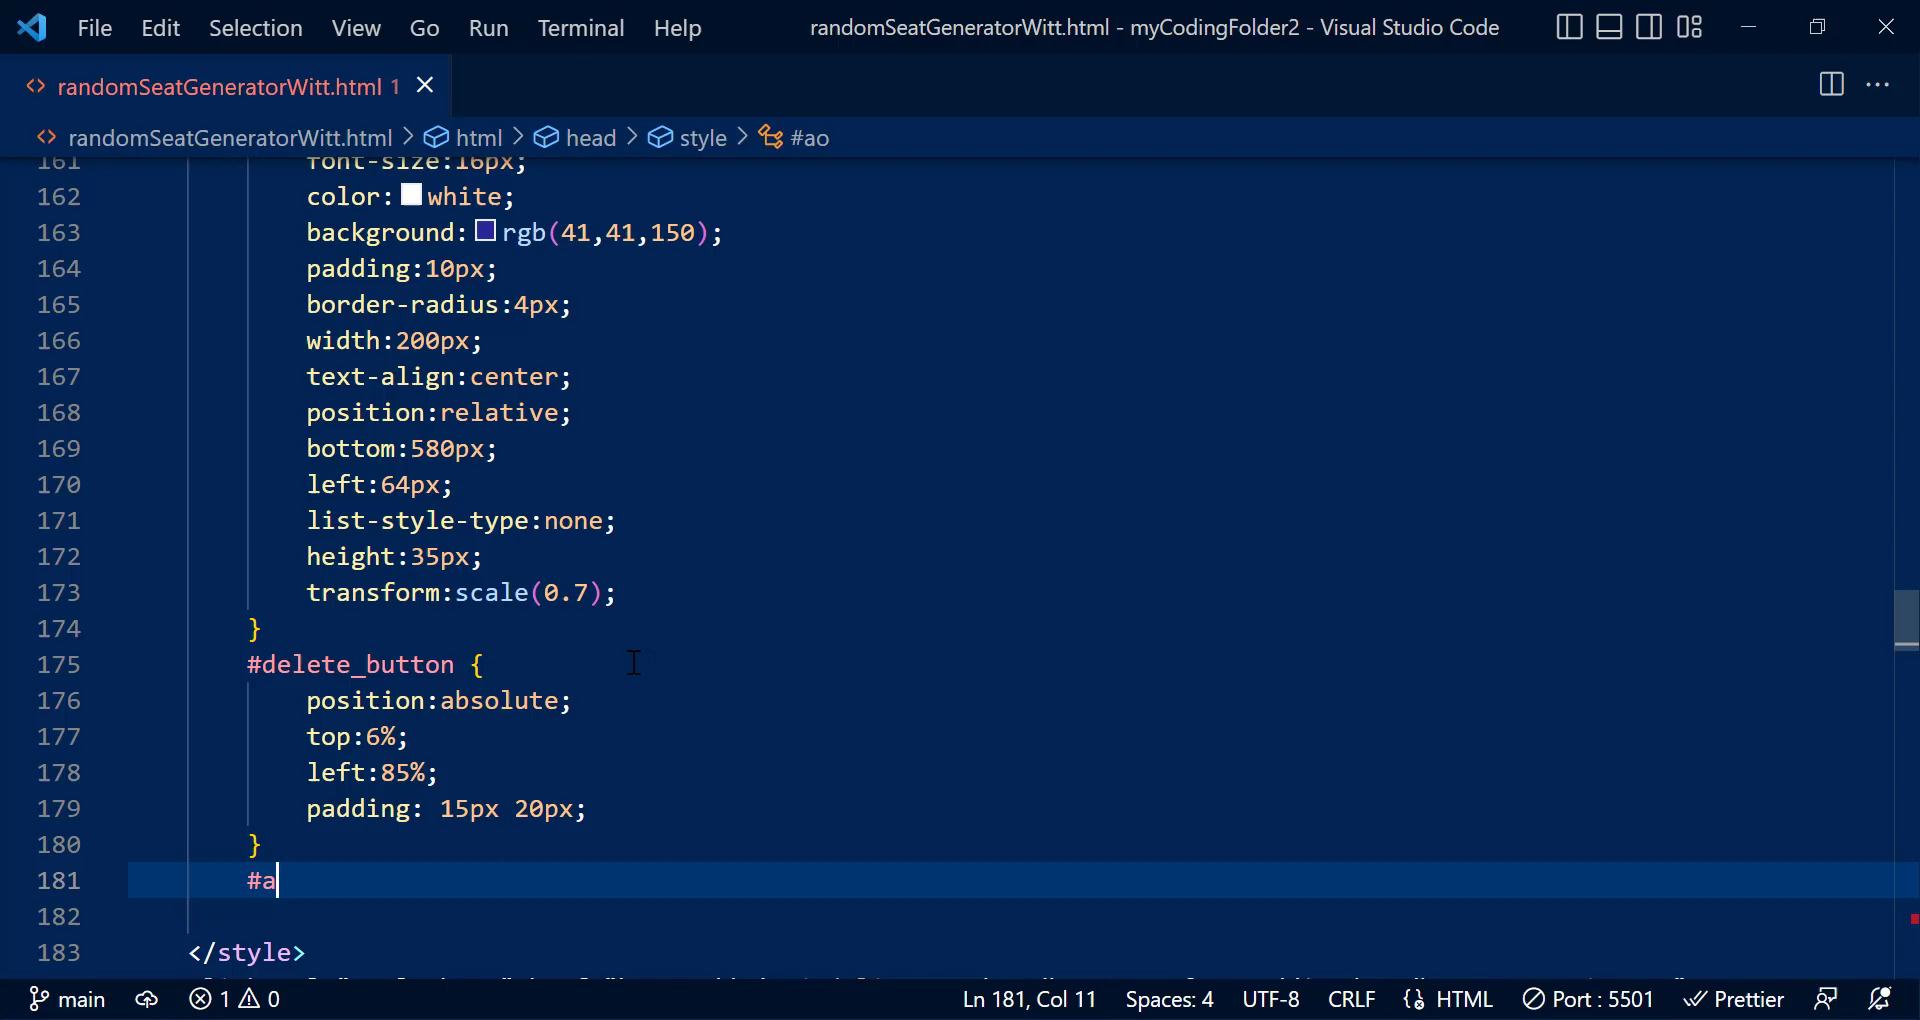 File Edit Selection View Go Run Terminal Help randomSeatGeneratorWitt.html - myCodingFolder2 - Visual Studio Code
<> randomSeatGeneratorWitt.html 1
<> randomSeatGeneratorWitt.html > html > head > style > #ao
161 font-size:16px;
162 color: white;
163 background: rgb(41,41,150);
164 padding:10px;
165 border-radius:4px;
166 width:200px;
167 text-align:center;
168 position:relative;
169 bottom:580px;
170 left:64px;
171 list-style-type:none;
172 height:35px;
173 transform:scale(0.7);
174 }
175 #delete_button {
176 position:absolute;
177 top:6%;
178 left:85%;
179 padding: 15px 20px;
180 }
181 #a
182
183 </style>
main 1 0 Ln 181, Col 11 Spaces: 4 UTF-8 CRLF HTML Port : 5501 Prettier